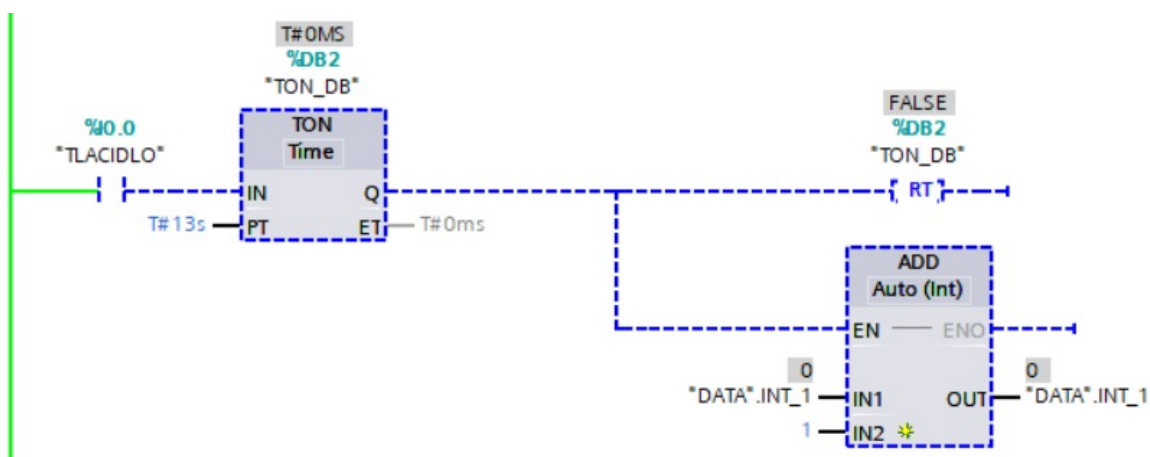 T#0MS
%DB2
"TON_DB"
TON
Time
%I0.0
"TLACIDLO"
IN
Q
T#13s
PT
ET
T#0ms
FALSE
%DB2
"TON_DB"
RT
ADD
Auto (Int)
EN
ENO
0
"DATA".INT_1
IN1
OUT
0
"DATA".INT_1
1
IN2